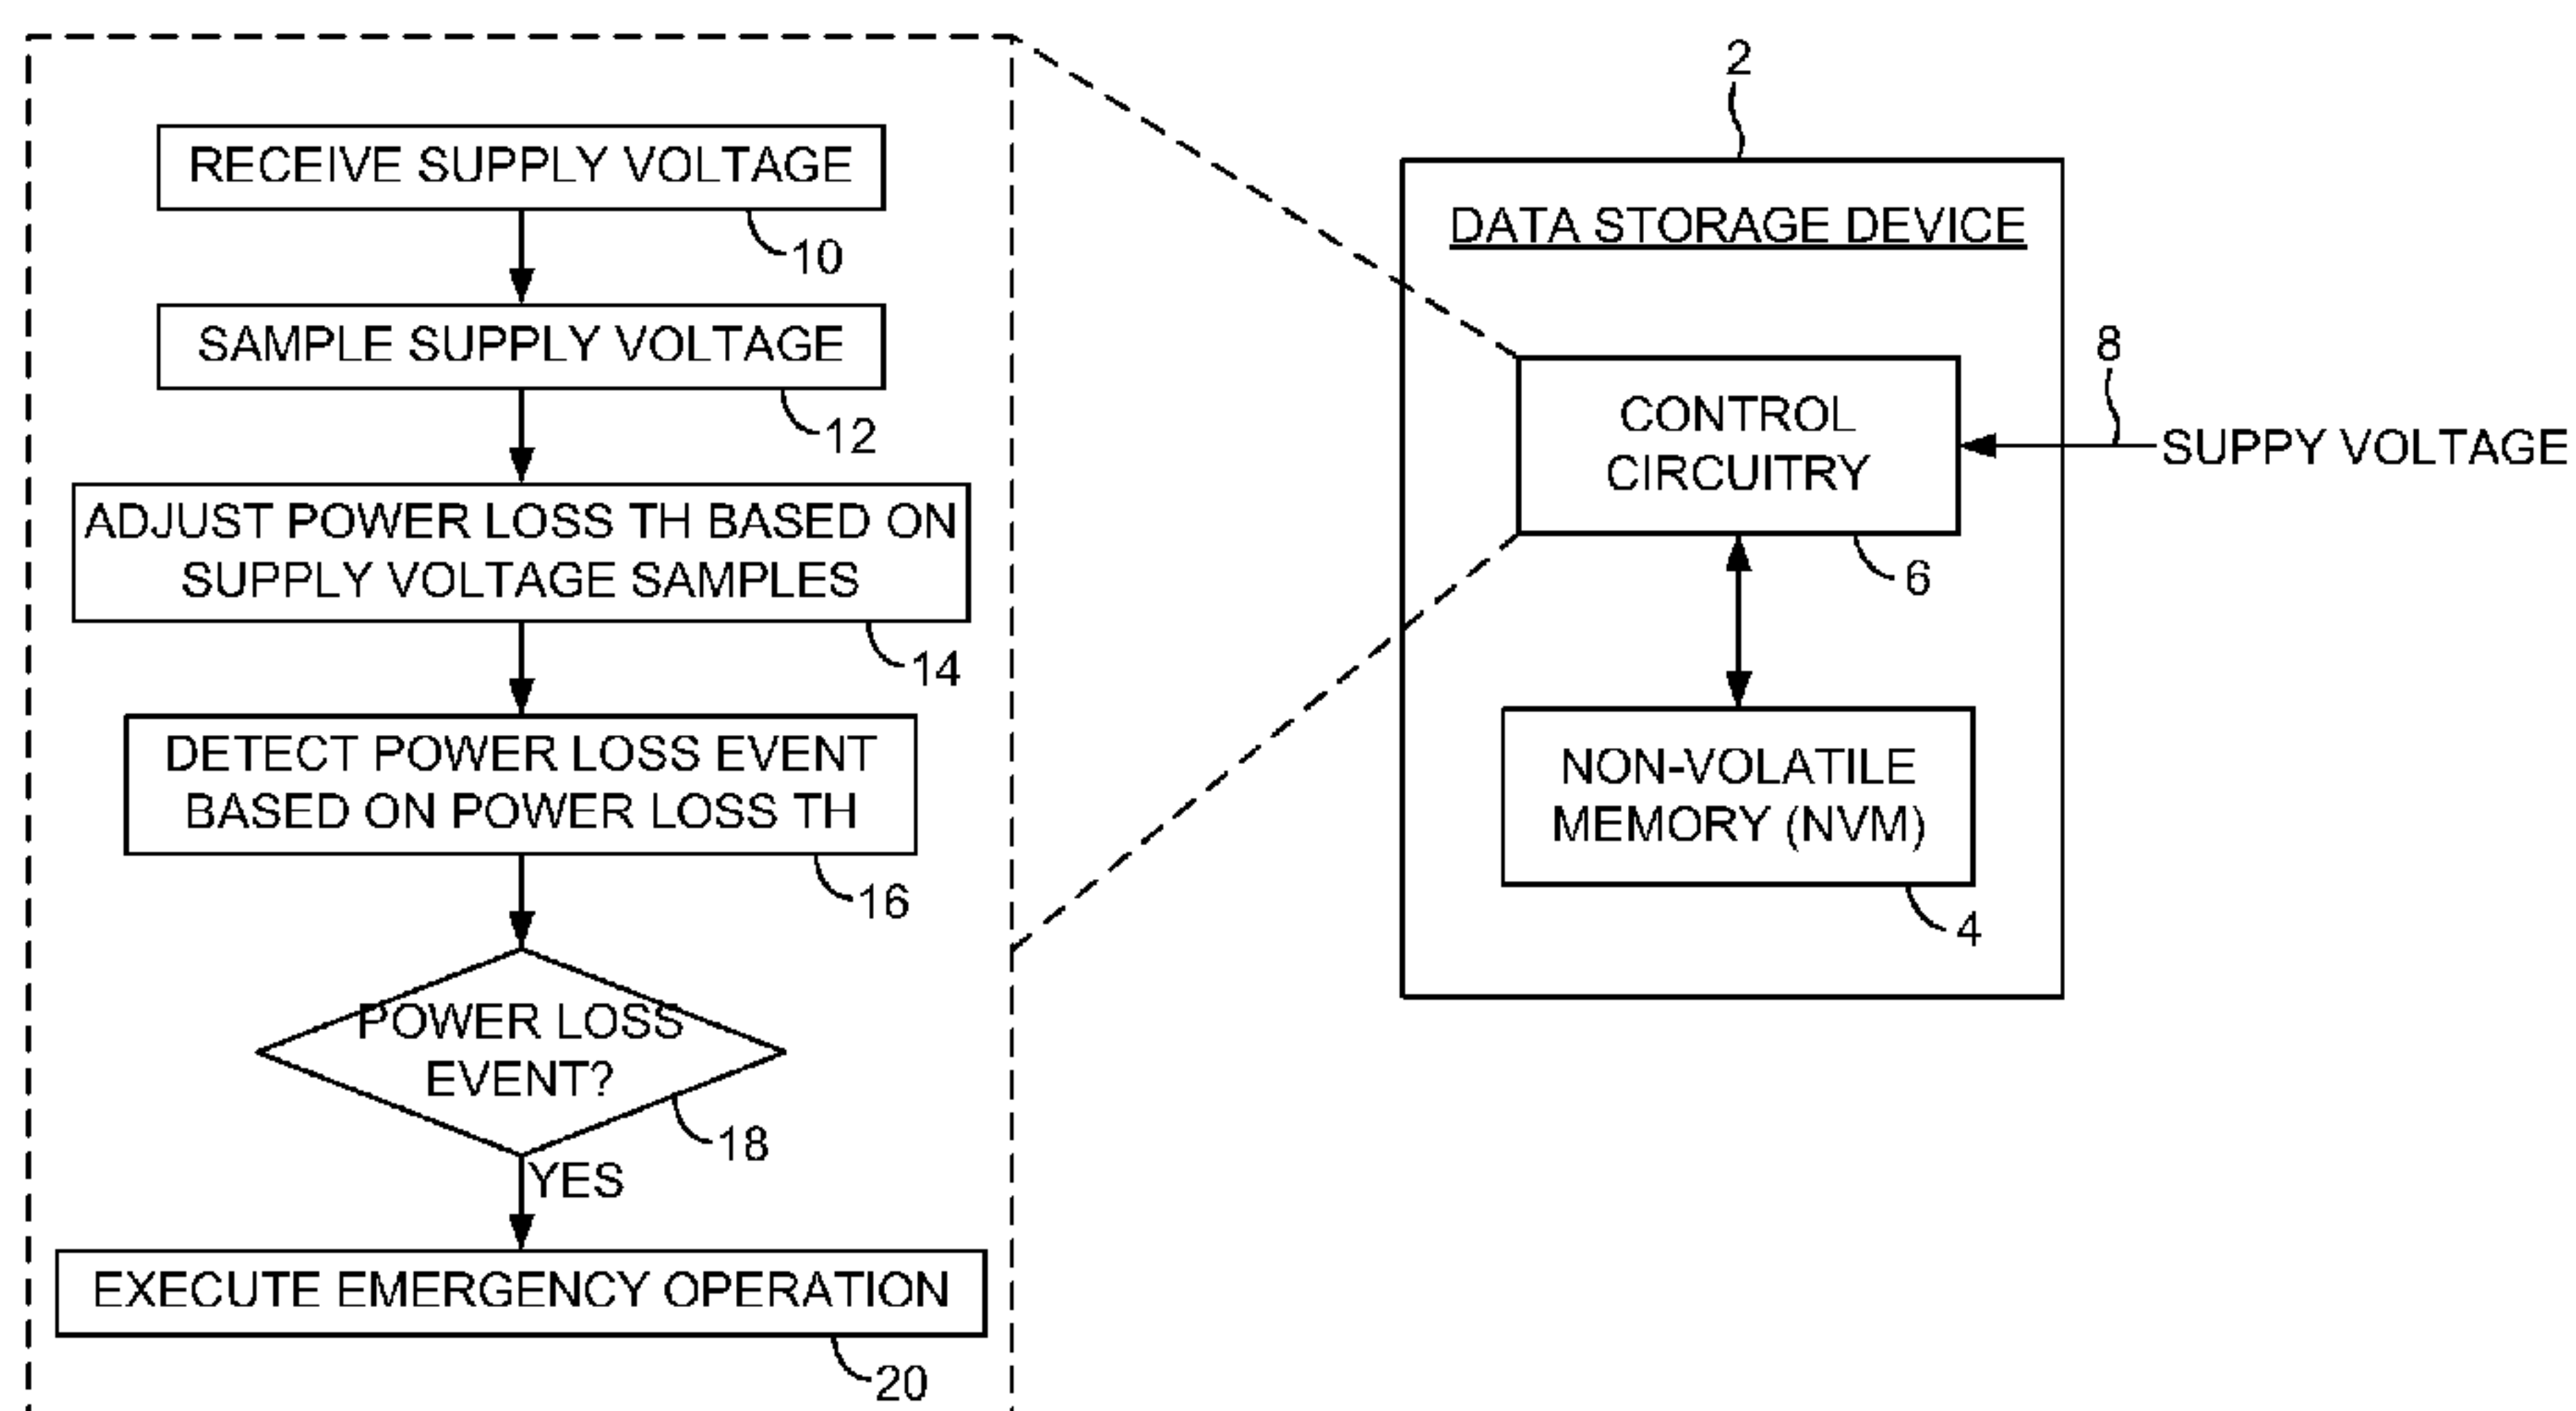 RECEIVE SUPPLY VOLTAGE
10
SAMPLE SUPPLY VOLTAGE
12
ADJUST POWER LOSS TH BASED ON
SUPPLY VOLTAGE SAMPLES
14
DETECT POWER LOSS EVENT
BASED ON POWER LOSS TH
16
POWER LOSS
EVENT?
18
YES
EXECUTE EMERGENCY OPERATION
20
2
DATA STORAGE DEVICE
CONTROL
CIRCUITRY
6
8
SUPPY VOLTAGE
NON-VOLATILE
MEMORY (NVM)
4